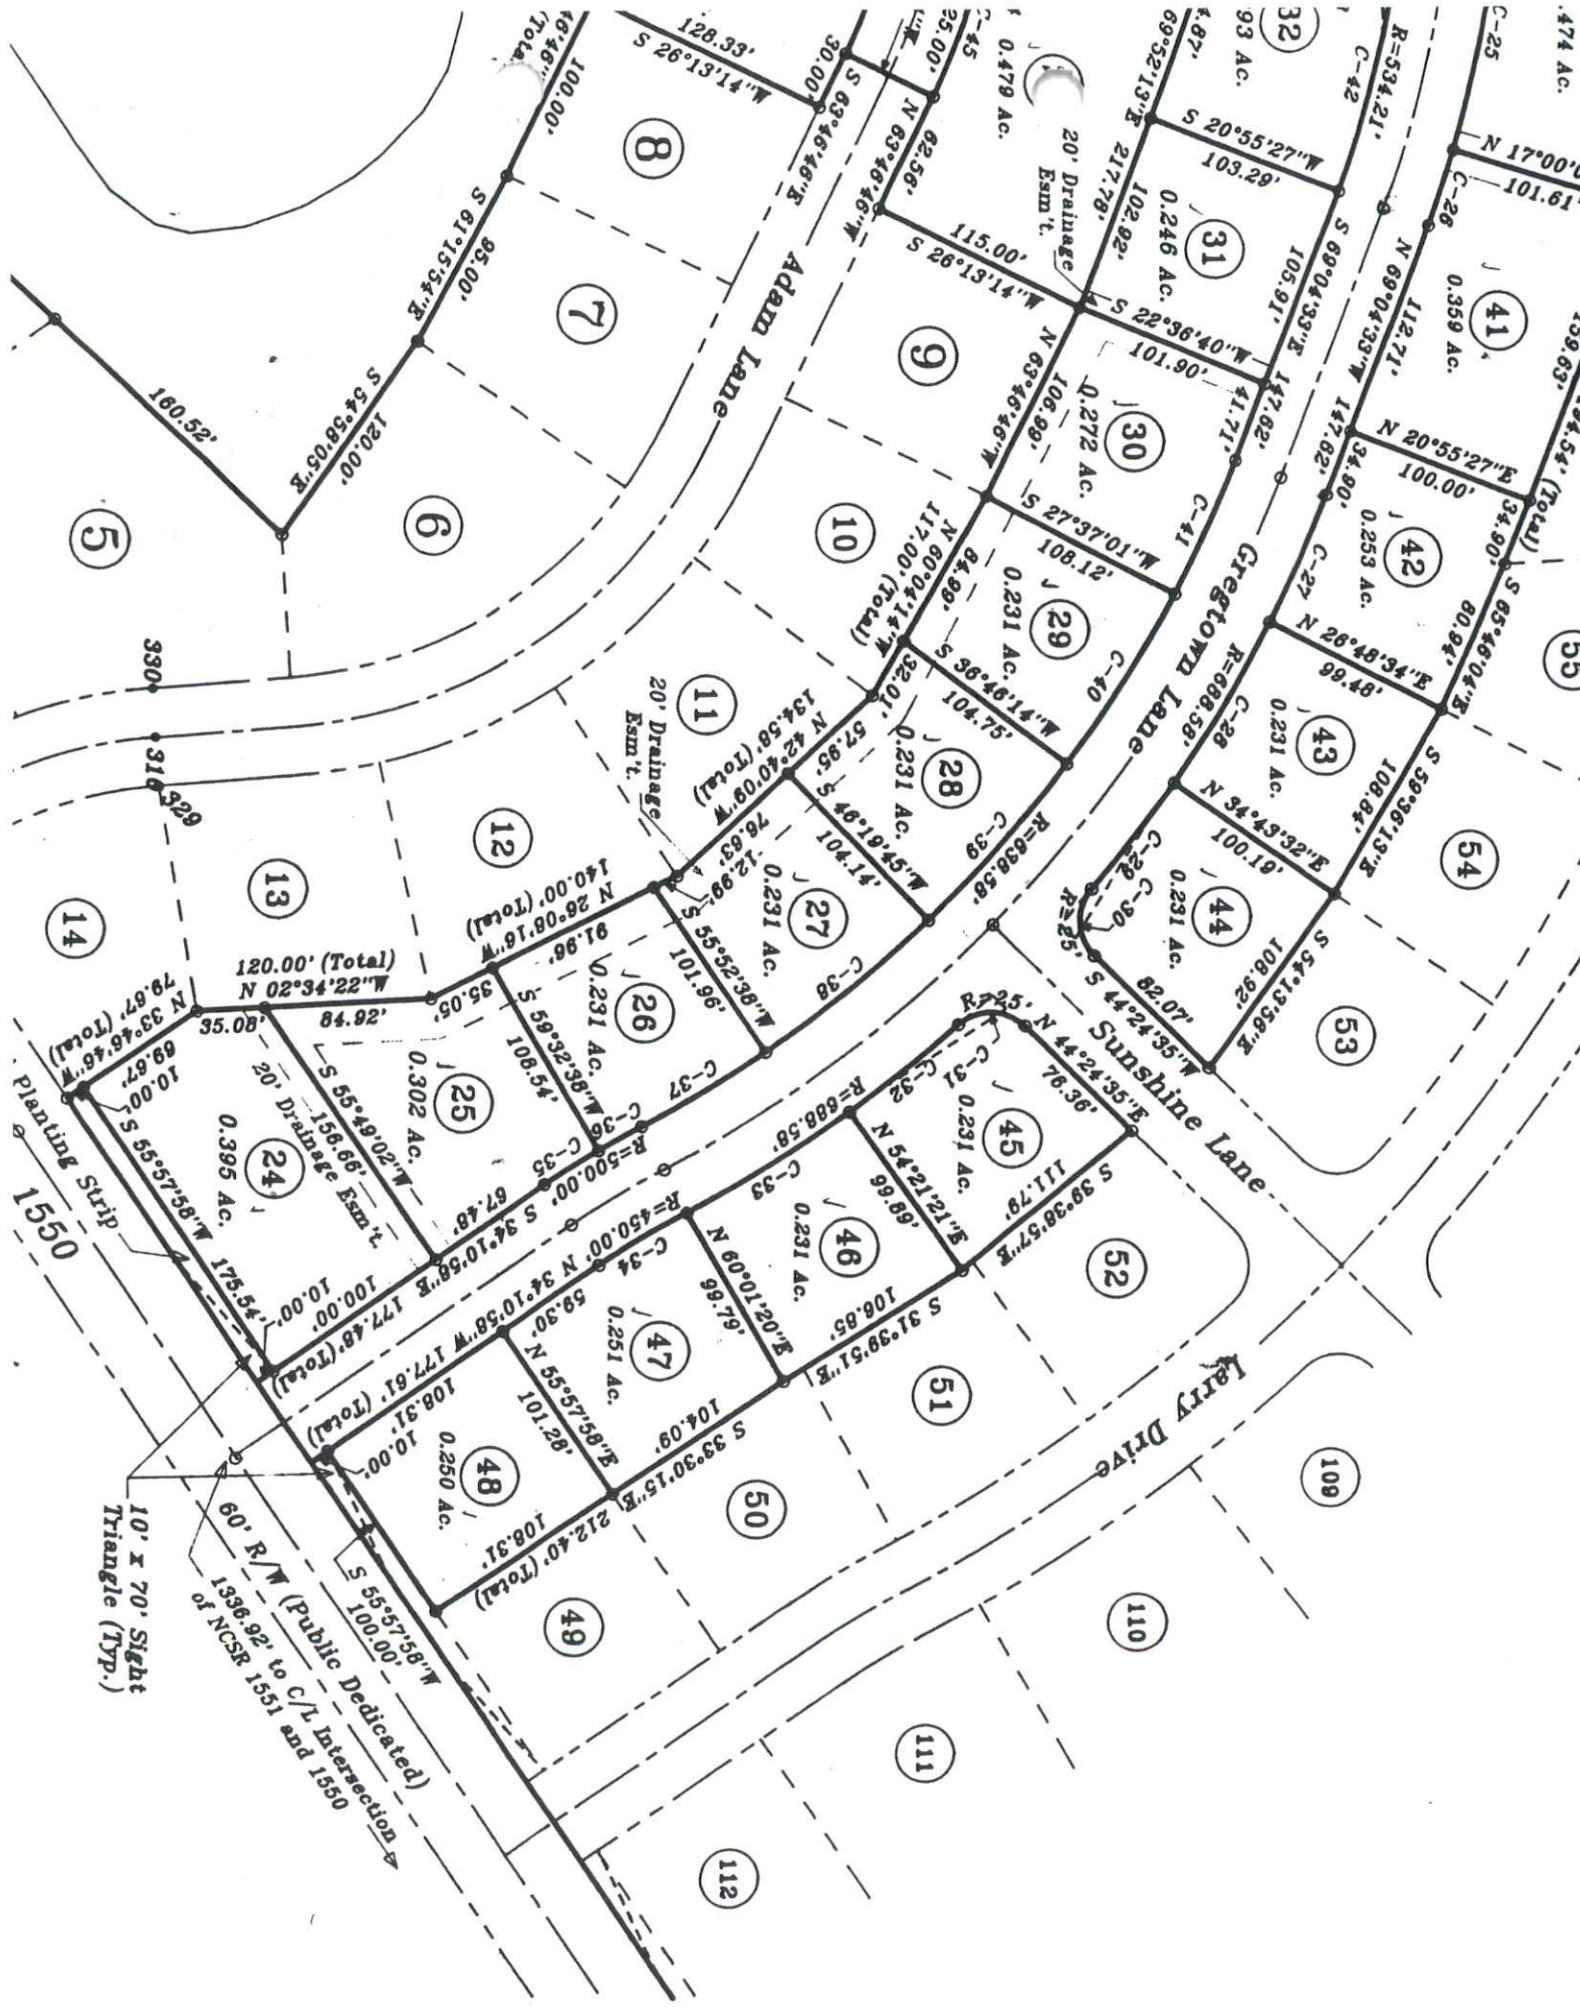 .474 Ac.
C-25
N 17°00'0
101.61'
C-26
R=534.21'
C-42
32
93 Ac.
4.87'
69°52'13"E
S 20°55'27"W
103.29'
217.78'
102.92'
31
0.246 Ac.
S 69°04'33"E
105.91'
N 69°04'33"W
112.71'
41
0.359 Ac.
159.63'
294.54' (Total)
C-45
25.00'
0.479 Ac.
20' Drainage
Esm't.
30.00'
S 63°46'46"E
N 63°46'46"W
62.56'
128.33'
S 26°13'14"W
46'46"
(Total
100.00'
8
S 61°15'54"E
95.00'
7
Adam Lane
115.00'
S 26°13'14"W
9
N 63°46'46"W
106.99'
S 22°36'40"W
101.90'
41.71'
147.62'
30
0.272 Ac.
C-41
147.62'
34.90'
N 20°55'27"E
100.00'
34.90'
42
0.253 Ac.
C-27
S 65°46'04"E
80.94'
55
N 26°48'34"E
99.48'
Gregtown Lane
S 27°37'01"W
108.12'
29
0.231 Ac.
C-40
R=688.58'
C-28
43
0.231 Ac.
S 59°36'13"E
108.84'
54
N 34°43'32"E
100.19'
44
0.231 Ac.
C-29
C-30
R=25'
S 44°24'35"W
82.07'
S 54°13'56"E
108.92'
53
160.52'
S 54°58'05"E
120.00'
5
6
10
N 60°04'14"W
117.00' (Total)
84.99'
32.01'
S 36°46'14"W
104.75'
28
0.231 Ac.
C-39
R=638.58'
N 42°40'09"W
134.58' (Total)
57.95'
76.63'
S 46°19'45"W
104.14'
27
0.231 Ac.
C-38
11
20' Drainage
Esm't.
12.99'
S 55°52'38"W
101.96'
330
316
329
12
13
14
N 26°08'16"W
140.00' (Total)
91.96'
35.05'
26
0.231 Ac.
C-37
S 59°32'38"W
108.54'
C-36
R=500.00'
C-35
120.00' (Total)
N 02°34'22"W
84.92'
35.08'
25
0.302 Ac.
S 55°49'02"W
156.66'
20' Drainage Esm't.
67.48'
S 34°10'58"E
177.48' (Total)
100.00'
10.00'
N 33°46'46"W
79.67' (Total)
69.67'
10.00'
24
0.395 Ac.
S 55°57'58"W
175.54'
Planting Strip
1550
Sunshine Lane
R=25'
C-31
C-32
N 44°24'35"E
76.36'
45
0.231 Ac.
S 39°38'57"E
111.79'
52
R=688.58'
C-33
N 54°21'21"E
99.89'
46
0.231 Ac.
S 31°39'51"E
106.85'
51
Larry Drive
R=450.00'
C-34
N 60°01'20"E
99.79'
47
0.251 Ac.
N 34°10'58"W
177.61' (Total)
59.30'
N 55°57'58"E
101.28'
S 33°30'15"E
212.40' (Total)
104.09'
108.31'
50
108.31'
10.00'
48
0.250 Ac.
49
109
110
111
112
S 55°57'58"W
100.00'
60' R/W (Public Dedicated)
1336.92' to C/L Intersection
of NCSR 1551 and 1550
10' x 70' Sight
Triangle (Typ.)